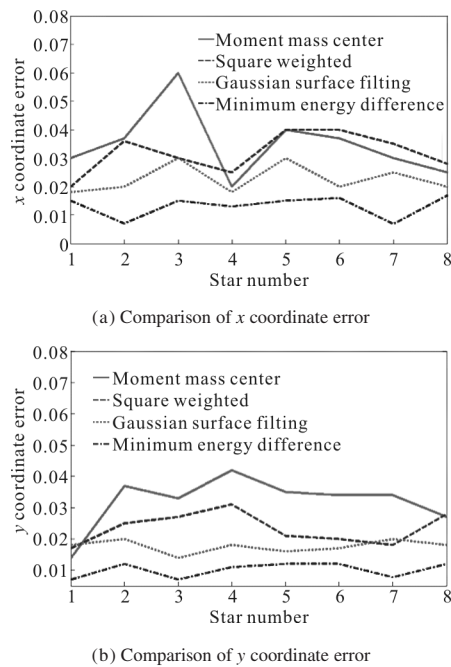 0.08
0.07
0.06
0.05
0.04
0.03
0.02
0.01
0
x coordinate error
Moment mass center
Square weighted
Gaussian surface filting
Minimum energy difference
1 2 3 4 5 6 7 8
Star number
(a) Comparison of x coordinate error
0.08
0.07
0.06
0.05
0.04
0.03
0.02
0.01
y coordinate error
Moment mass center
Square weighted
Gaussian surface filting
Minimum energy difference
1 2 3 4 5 6 7 8
Star number
(b) Comparison of y coordinate error